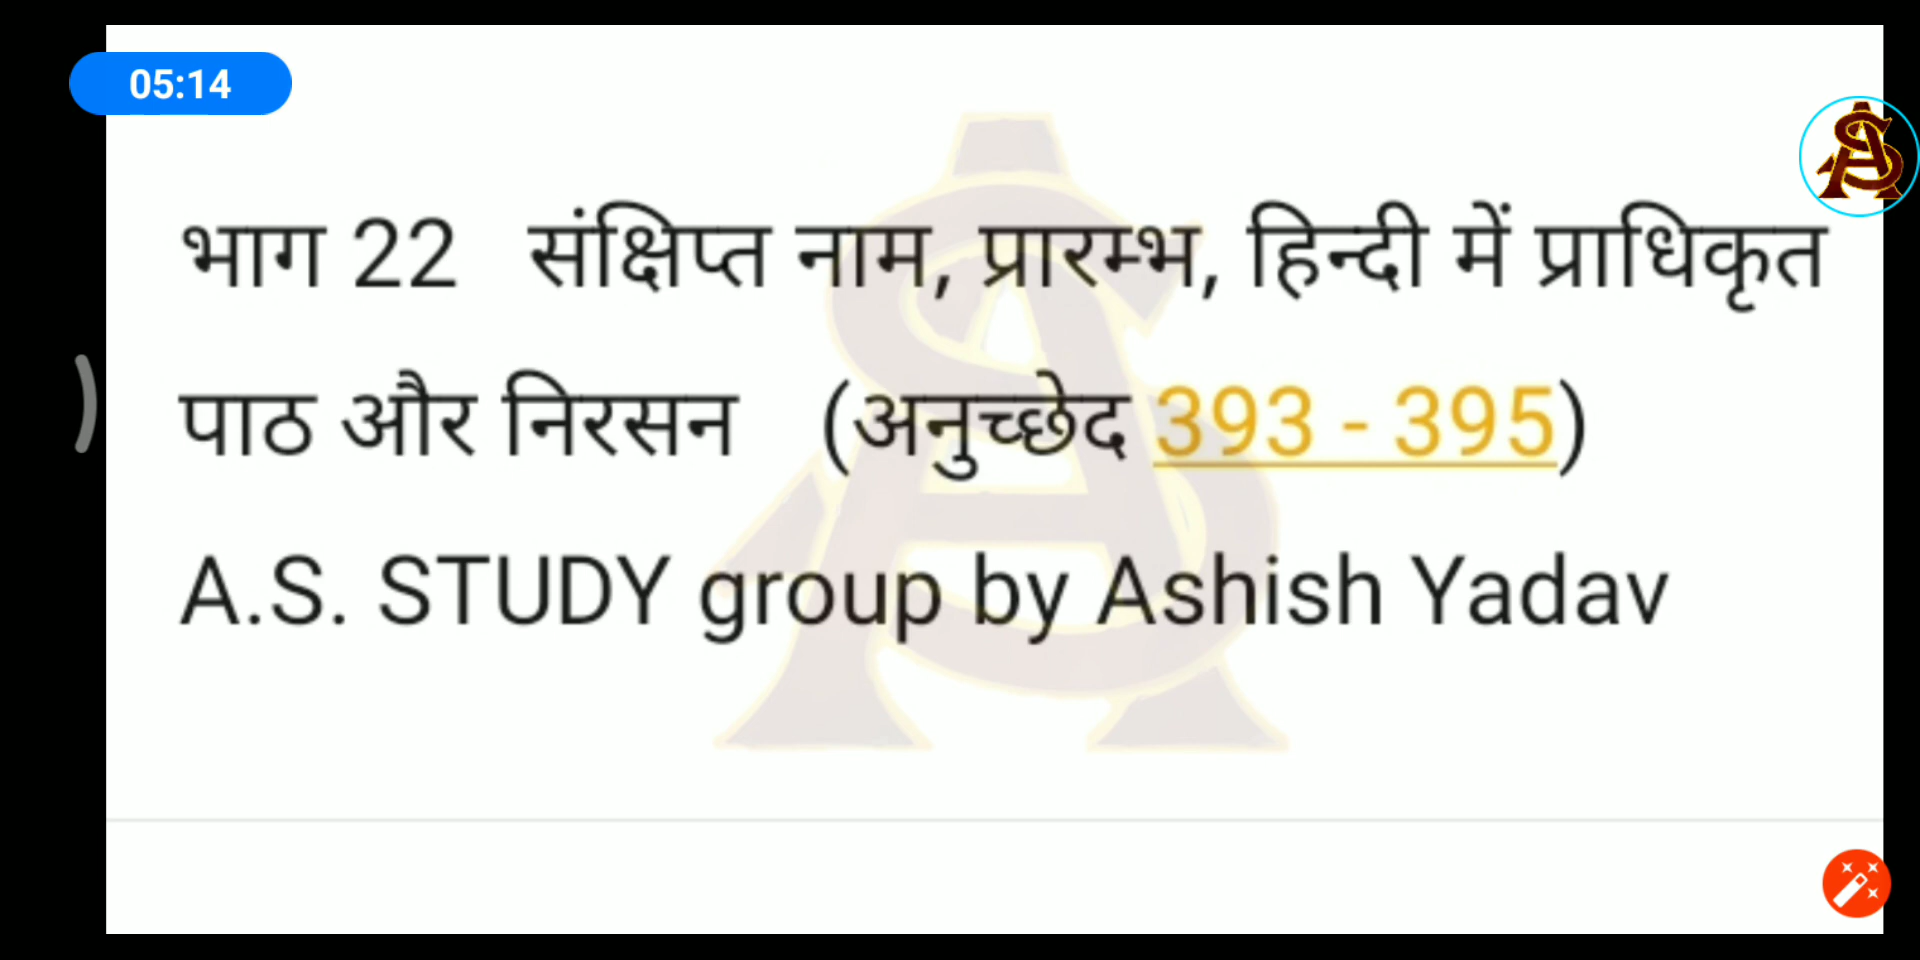 05:14
भाग 22 संक्षिप्त नाम, प्रारम्भ, हिन्दी में प्राधिकृत
पाठ और निरसन (अनुच्छेद 393 - 395)
A.S. STUDY group by Ashish Yadav